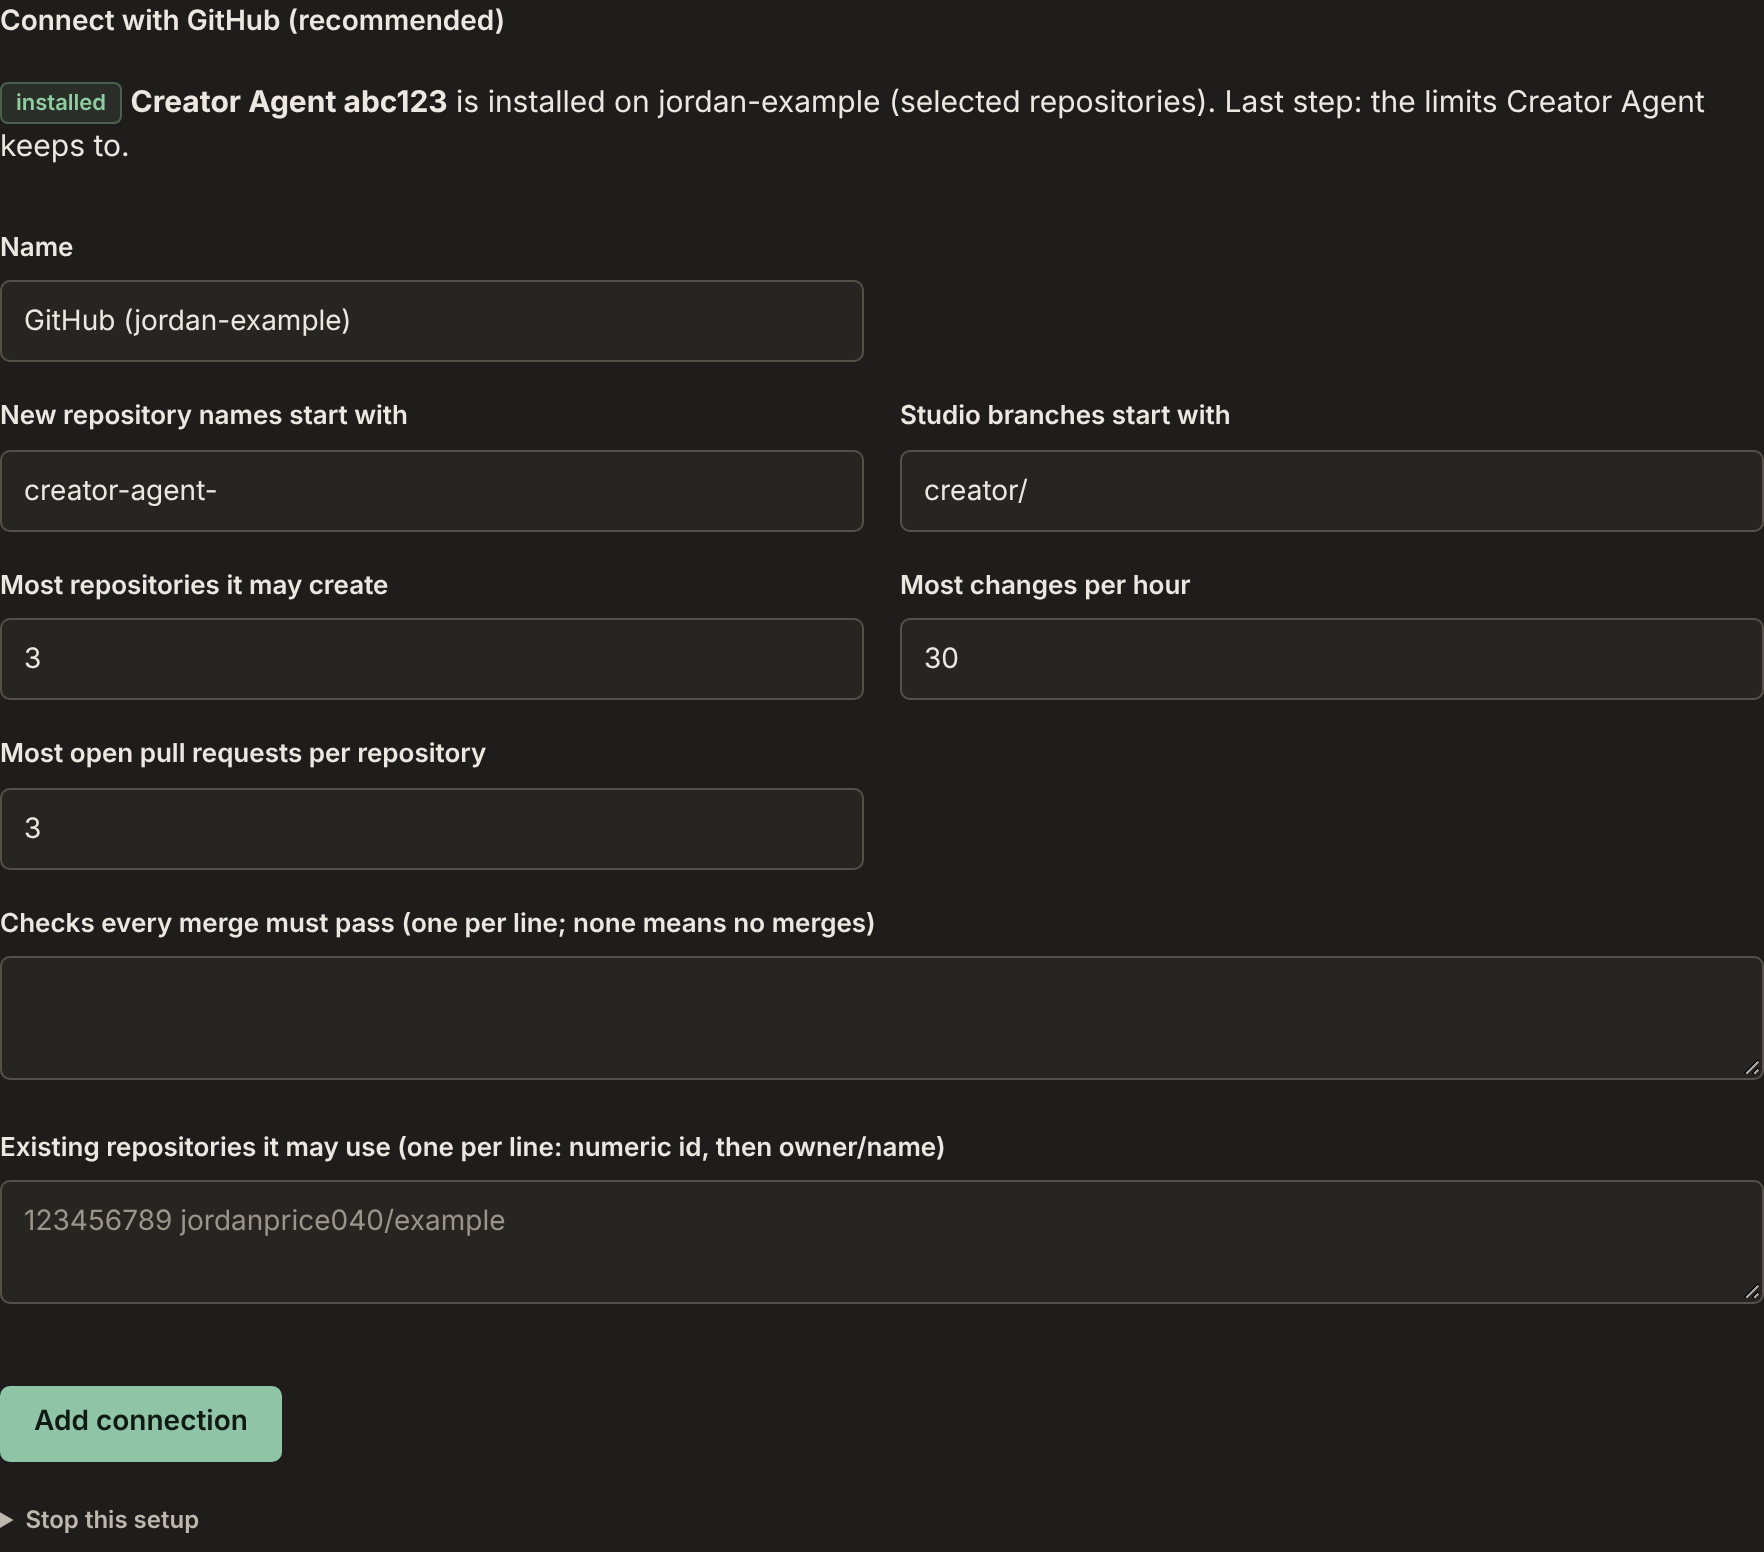 Connect with GitHub (recommended)
installed Creator Agent abc123 is installed on jordan-example (selected repositories). Last step: the limits Creator Agent
keeps to.
Name
GitHub (jordan-example)
New repository names start with
creator-agent-
Studio branches start with
creator/
Most repositories it may create
3
Most changes per hour
30
Most open pull requests per repository
3
Checks every merge must pass (one per line; none means no merges)
Existing repositories it may use (one per line: numeric id, then owner/name)
123456789 jordanprice040/example
Add connection
Stop this setup